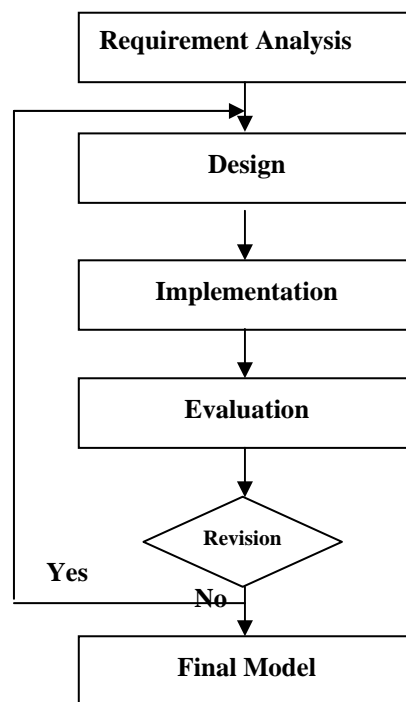 Requirement Analysis
Design
Implementation
Evaluation
Revision
Yes
No
Final Model